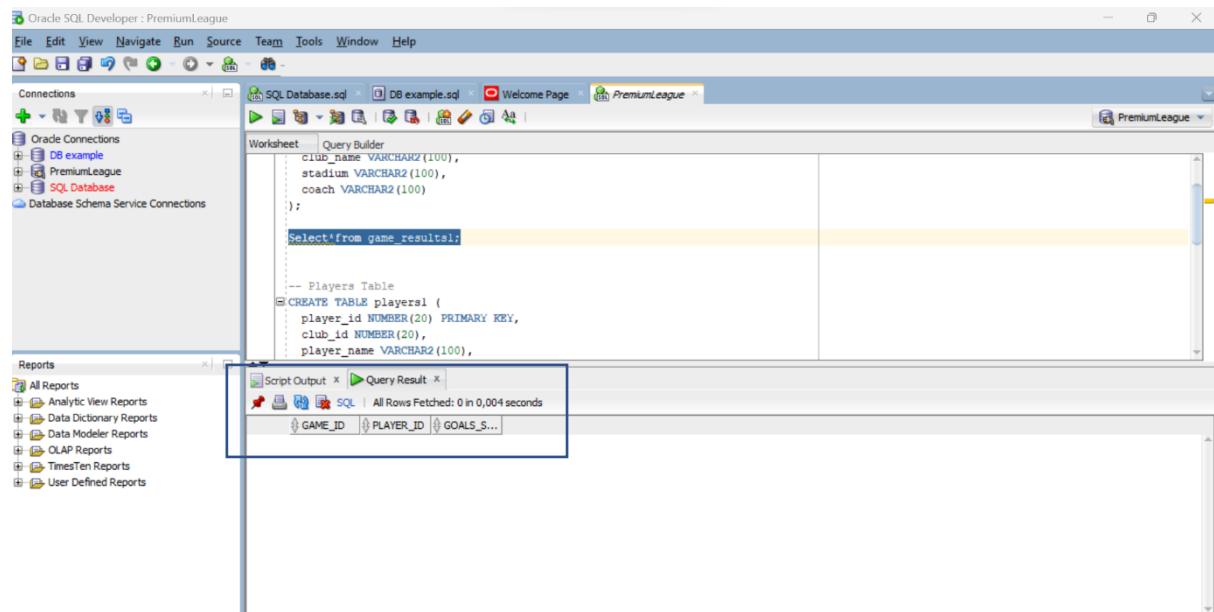 Oracle SQL Developer : PremiumLeague
File Edit View Navigate Run Source Team Tools Window Help
Connections
Oracle Connections
DB example
PremiumLeague
SQL Database
Database Schema Service Connections
SQL Database.sql DB example.sql Welcome Page PremiumLeague
PremiumLeague
Worksheet Query Builder
club_name VARCHAR2(100),
stadium VARCHAR2(100),
coach VARCHAR2(100)
);
Select*from game_results1;
-- Players Table
CREATE TABLE players1 (
player_id NUMBER(20) PRIMARY KEY,
club_id NUMBER(20),
player_name VARCHAR2(100),
Reports
All Reports
Analytic View Reports
Data Dictionary Reports
Data Modeler Reports
OLAP Reports
TimesTen Reports
User Defined Reports
Script Output x Query Result x
SQL | All Rows Fetched: 0 in 0,004 seconds
GAME_ID PLAYER_ID GOALS_S...